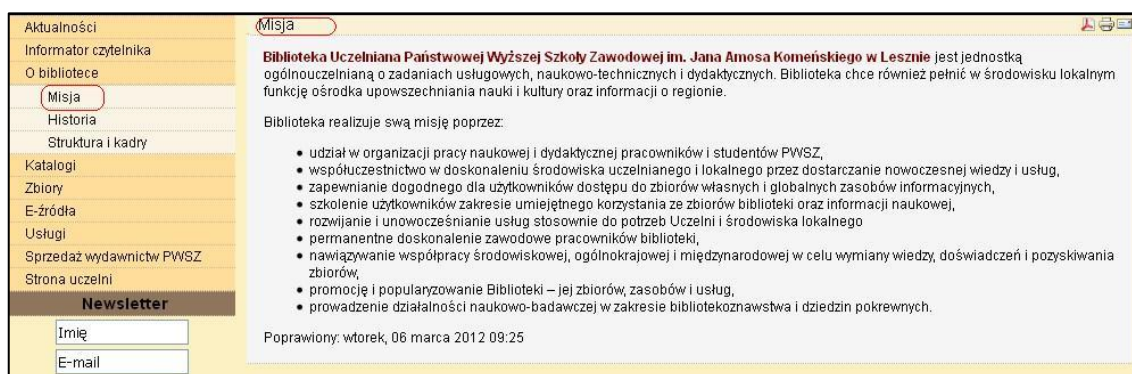 Aktualności
Informator czytelnika
O bibliotece
Misja
Historia
Struktura i kadry
Katalogi
Zbiory
E-źródła
Usługi
Sprzedaż wydawnictw PWSZ
Strona uczelni
Newsletter
Imię
E-mail
Misja
Biblioteka Uczelniana Państwowej Wyższej Szkoły Zawodowej im. Jana Amosa Komeńskiego w Lesznie jest jednostką
ogólnouczelnianą o zadaniach usługowych, naukowo-technicznych i dydaktycznych. Biblioteka chce również pełnić w środowisku lokalnym
funkcję ośrodka upowszechniania nauki i kultury oraz informacji o regionie.
Biblioteka realizuje swą misję poprzez:
• udział w organizacji pracy naukowej i dydaktycznej pracowników i studentów PWSZ,
• współuczestnictwo w doskonaleniu środowiska uczelnianego i lokalnego przez dostarczanie nowoczesnej wiedzy i usług,
• zapewnianie dogodnego dla użytkowników dostępu do zbiorów własnych i globalnych zasobów informacyjnych,
• szkolenie użytkowników zakresie umiejętnego korzystania ze zbiorów biblioteki oraz informacji naukowej,
• rozwijanie i unowocześnianie usług stosownie do potrzeb Uczelni i środowiska lokalnego
• permanentne doskonalenie zawodowe pracowników biblioteki,
• nawiązywanie współpracy środowiskowej, ogólnokrajowej i międzynarodowej w celu wymiany wiedzy, doświadczeń i pozyskiwania
zbiorów,
• promocję i popularyzowanie Biblioteki – jej zbiorów, zasobów i usług,
• prowadzenie działalności naukowo-badawczej w zakresie bibliotekoznawstwa i dziedzin pokrewnych.
Poprawiony: wtorek, 06 marca 2012 09:25